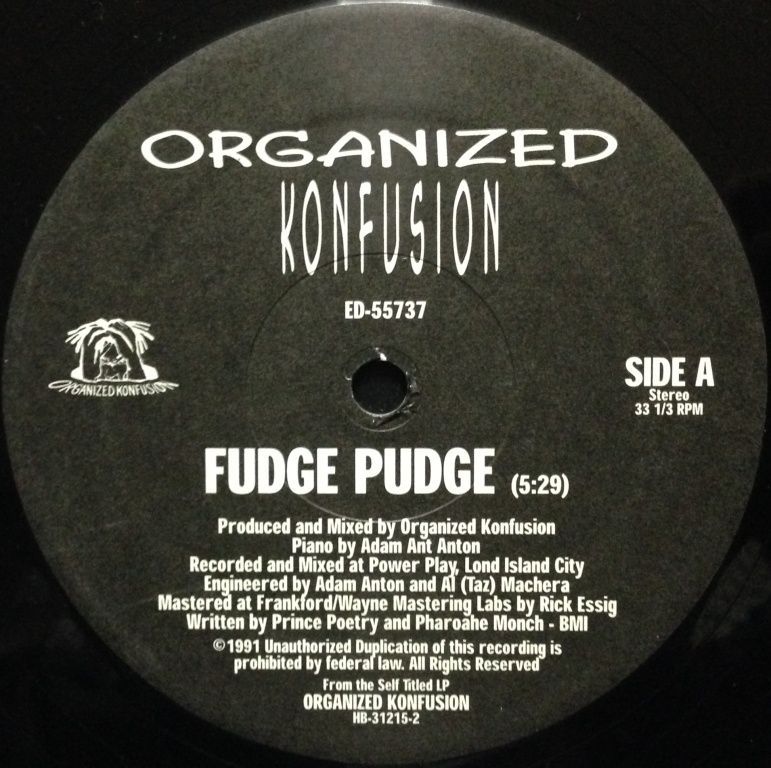 ORGANIZED
KONFUSION
ED-55737
ORGANIZED KONFUSION
SIDE A
Stereo
33 1/3 RPM
FUDGE PUDGE (5:29)
Produced and Mixed by Organized Konfusion
Piano by Adam Ant Anton
Recorded and Mixed at Power Play, Lond Island City
Engineered by Adam Anton and Al (Taz) Machera
Mastered at Frankford/Wayne Mastering Labs by Rick Essig
Written by Prince Poetry and Pharoahe Monch - BMI
©1991 Unauthorized Duplication of this recording is
prohibited by federal law. All Rights Reserved
From the Self Titled LP
ORGANIZED KONFUSION
HB-31215-2